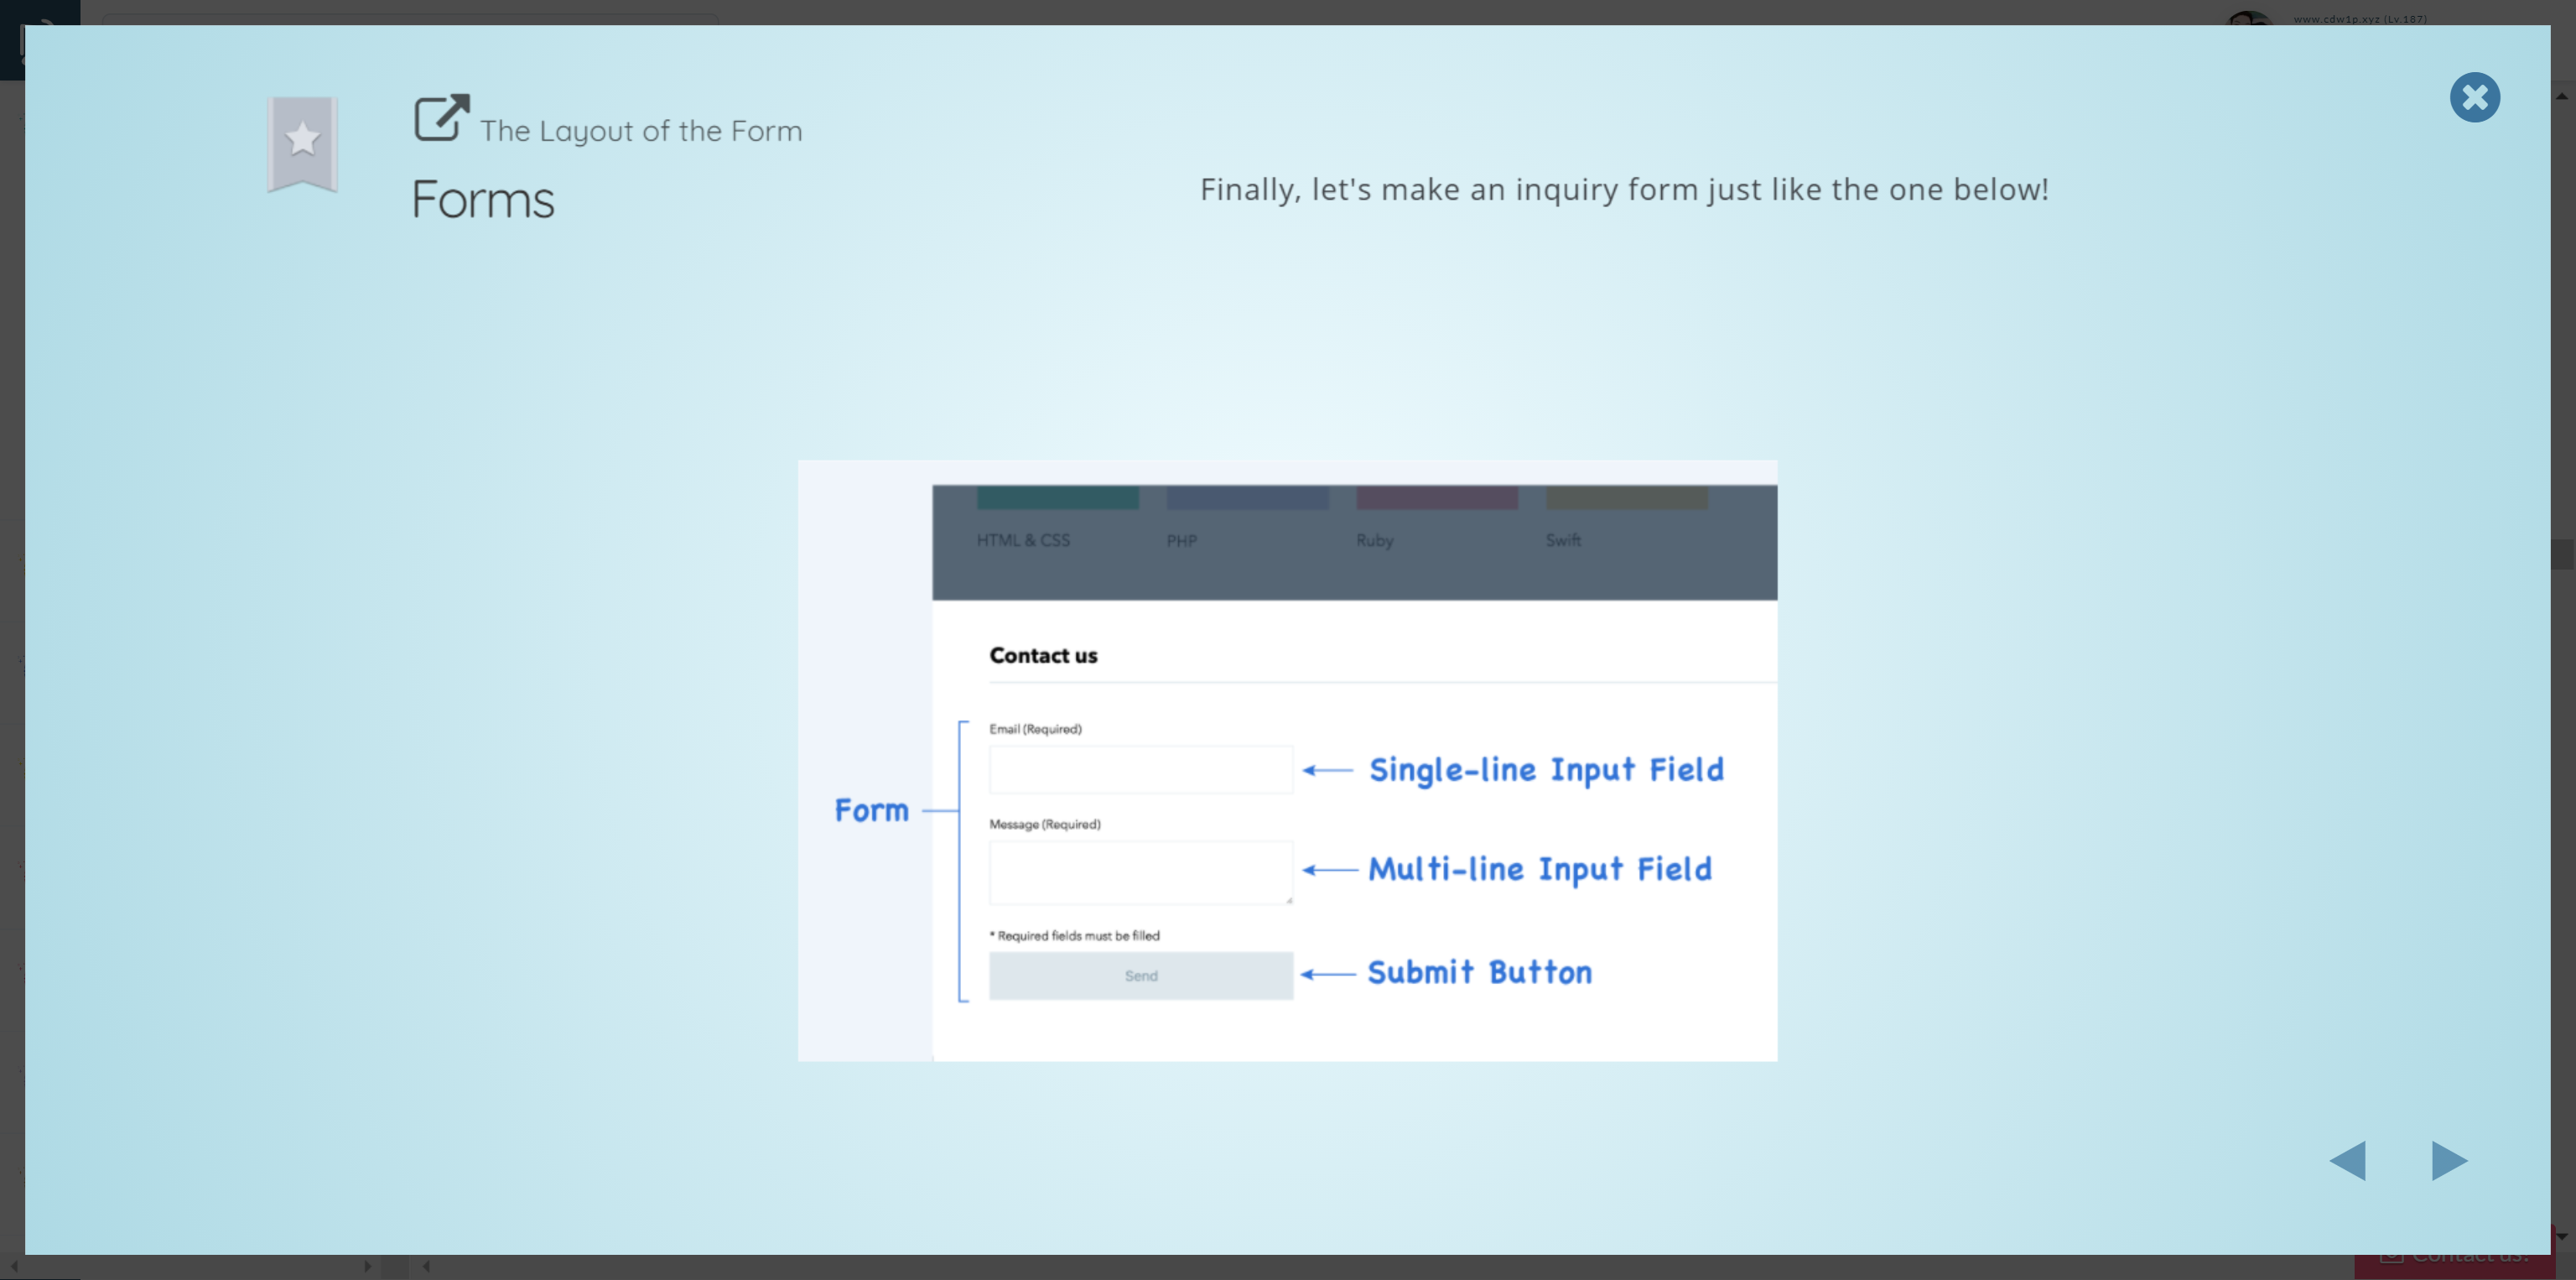 www.cdw1p.xyz (Lv.187)
The Layout of the Form
Forms
Finally, let's make an inquiry form just like the one below!
HTML & CSS PHP Ruby Swift
Contact us
Email (Required)
Single-line Input Field
Form
Message (Required)
Multi-line Input Field
* Required fields must be filled
Send
Submit Button
Contact us!